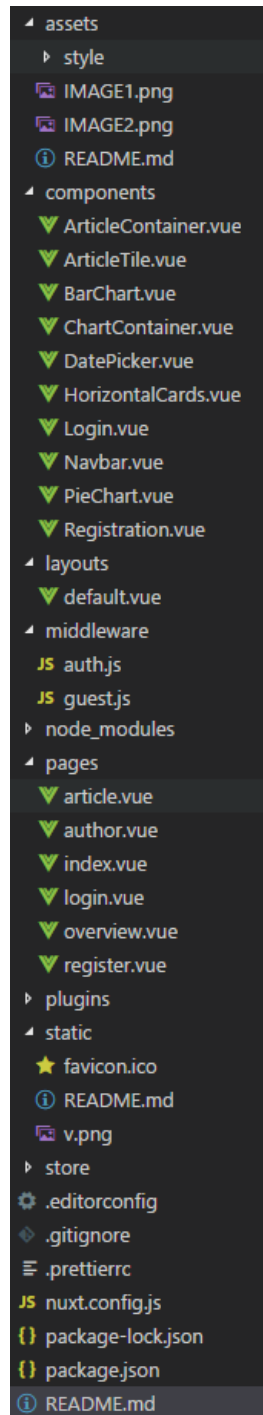 assets
style
IMAGE1.png
IMAGE2.png
README.md
components
ArticleContainer.vue
ArticleTile.vue
BarChart.vue
ChartContainer.vue
DatePicker.vue
HorizontalCards.vue
Login.vue
Navbar.vue
PieChart.vue
Registration.vue
layouts
default.vue
middleware
JS auth.js
JS guest.js
node_modules
pages
article.vue
author.vue
index.vue
login.vue
overview.vue
register.vue
plugins
static
favicon.ico
README.md
v.png
store
.editorconfig
.gitignore
.prettierrc
JS nuxt.config.js
{} package-lock.json
{} package.json
README.md